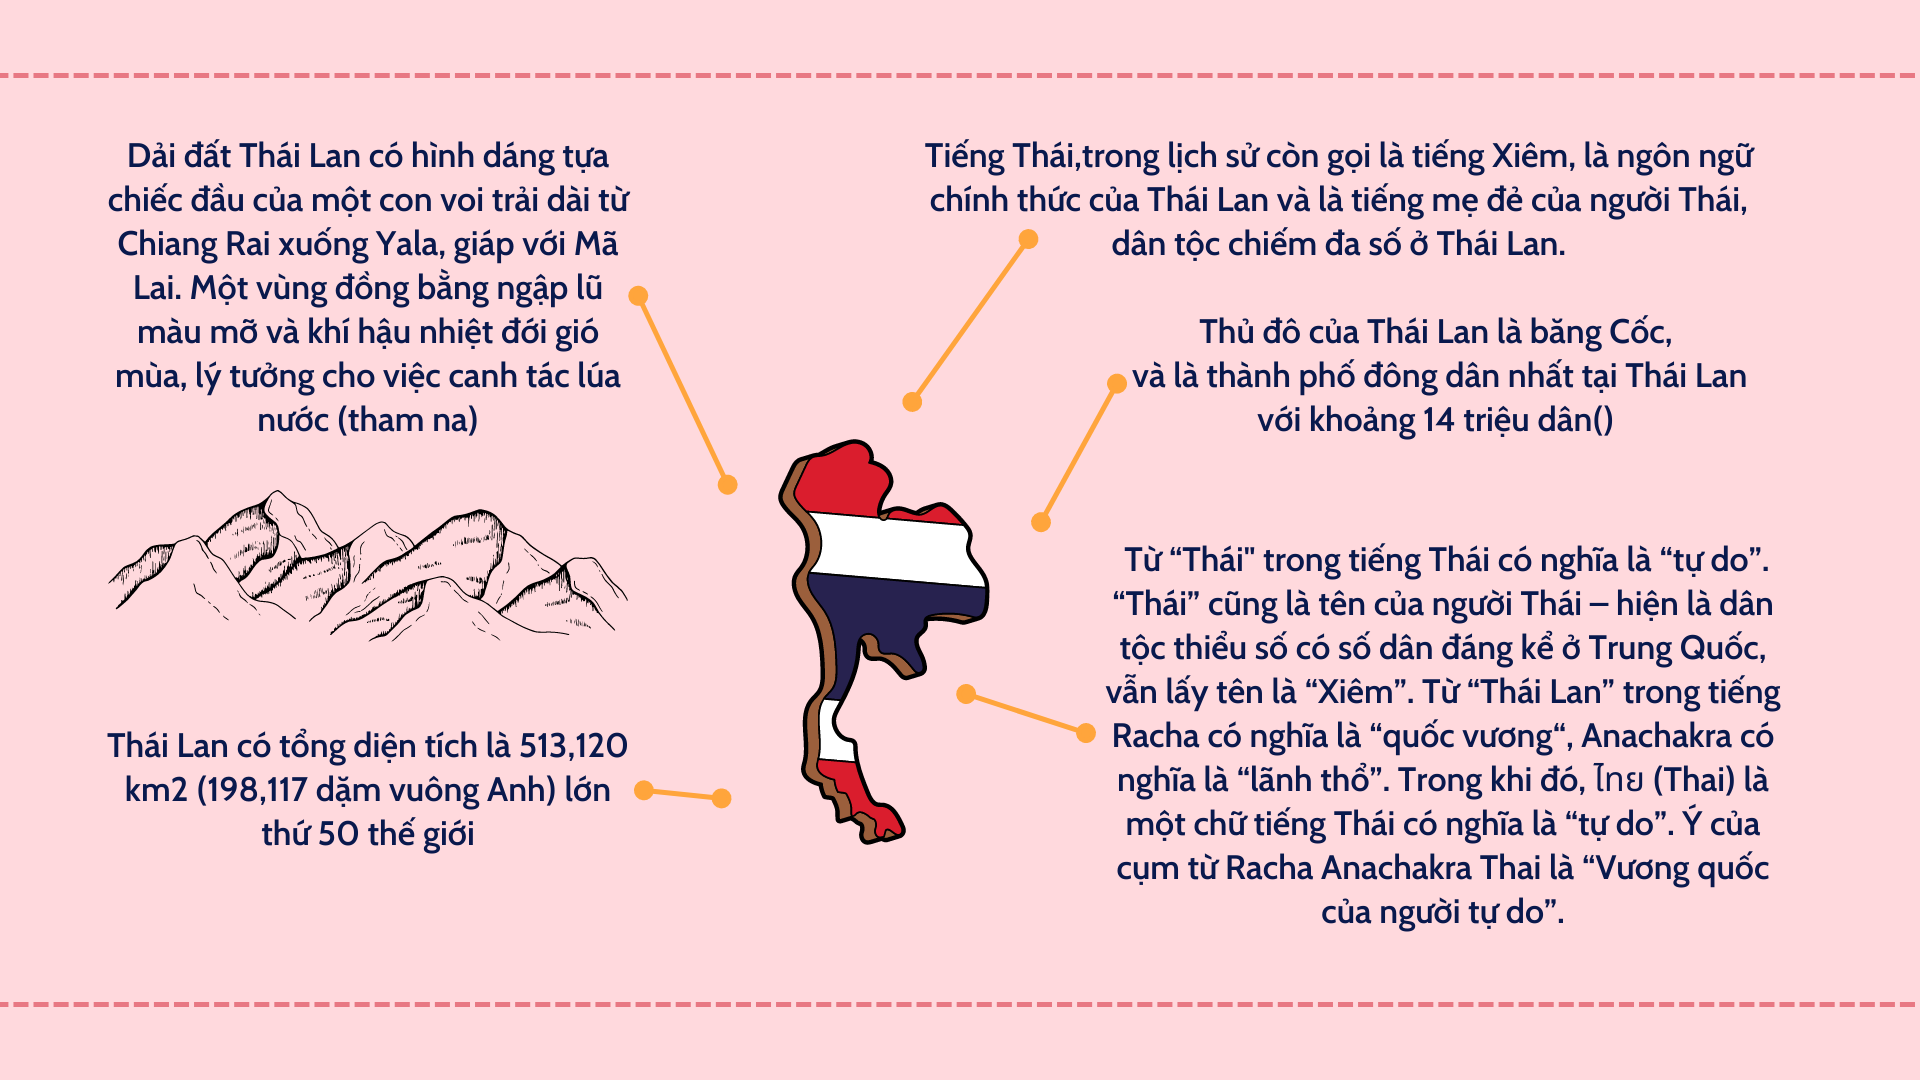 Dải đất Thái Lan có hình dáng tựa
chiếc đầu của một con voi trải dài từ
Chiang Rai xuống Yala, giáp với Mã
Lai. Một vùng đồng bằng ngập lũ
màu mỡ và khí hậu nhiệt đới gió
mùa, lý tưởng cho việc canh tác lúa
nước (tham na)
Thái Lan có tổng diện tích là 513,120
km2 (198,117 dặm vuông Anh) lớn
thứ 50 thế giới
Tiếng Thái,trong lịch sử còn gọi là tiếng Xiêm, là ngôn ngữ
chính thức của Thái Lan và là tiếng mẹ đẻ của người Thái,
dân tộc chiếm đa số ở Thái Lan.
Thủ đô của Thái Lan là băng Cốc,
và là thành phố đông dân nhất tại Thái Lan
với khoảng 14 triệu dân()
Từ “Thái" trong tiếng Thái có nghĩa là “tự do”.
“Thái” cũng là tên của người Thái – hiện là dân
tộc thiểu số có số dân đáng kể ở Trung Quốc,
vẫn lấy tên là “Xiêm”. Từ “Thái Lan” trong tiếng
Racha có nghĩa là “quốc vương“, Anachakra có
nghĩa là “lãnh thổ”. Trong khi đó, ไทย (Thai) là
một chữ tiếng Thái có nghĩa là “tự do”. Ý của
cụm từ Racha Anachakra Thai là “Vương quốc
của người tự do”.